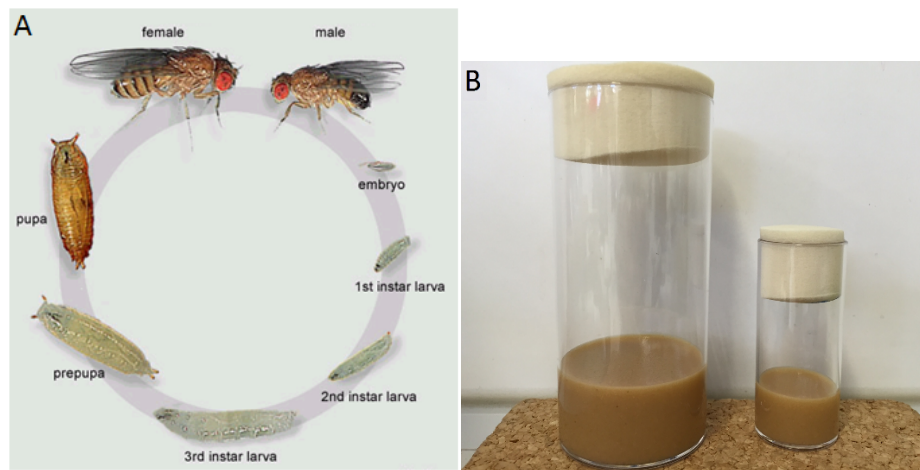 A
female
male
embryo
1st instar larva
2nd instar larva
3rd instar larva
prepupa
pupa
B